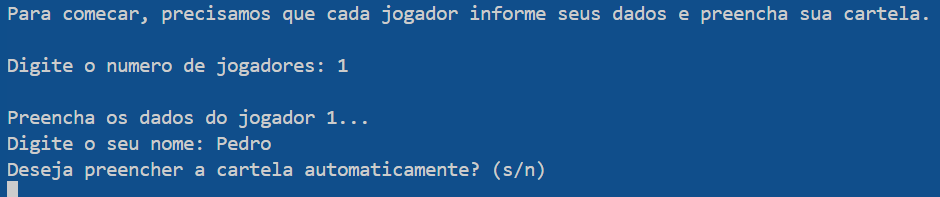 Para comecar, precisamos que cada jogador informe seus dados e preencha sua cartela.
Digite o numero de jogadores: 1
Preencha os dados do jogador 1...
Digite o seu nome: Pedro
Deseja preencher a cartela automaticamente? (s/n)